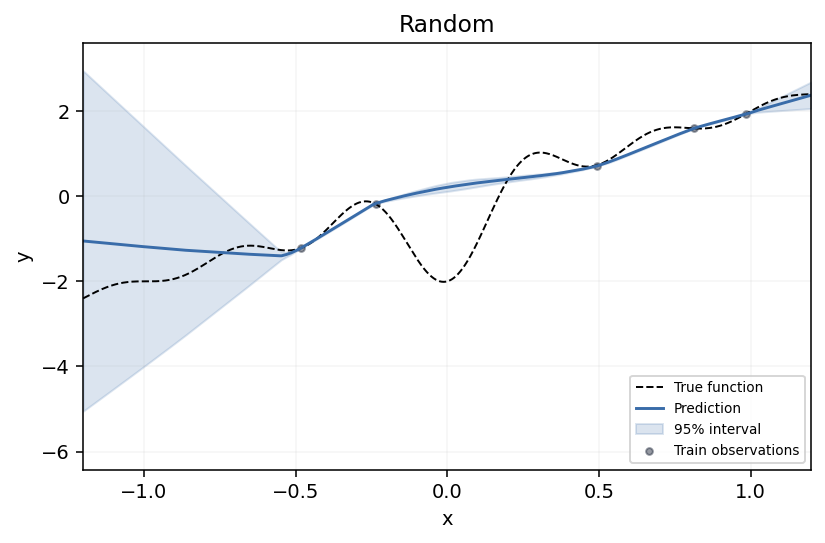 Random
2
0
−2
−4
−6
y
−1.0
−0.5
0.0
0.5
1.0
x
True function
Prediction
95% interval
Train observations